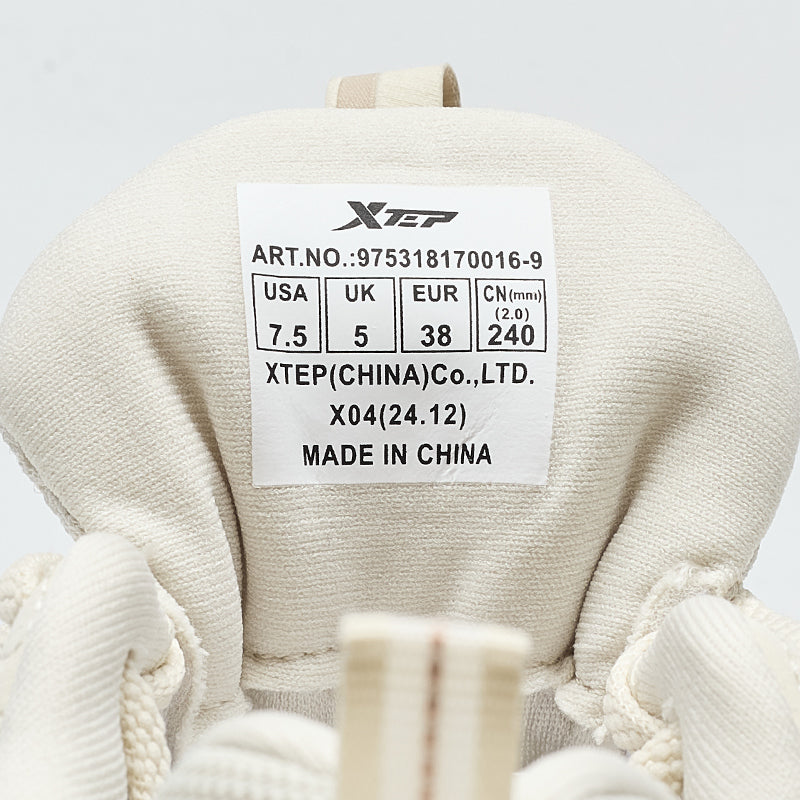 XTEP
ART.NO.:975318170016-9
USA UK EUR CN(mm)
(2.0)
7.5 5 38 240
XTEP(CHINA)Co.,LTD.
X04(24.12)
MADE IN CHINA